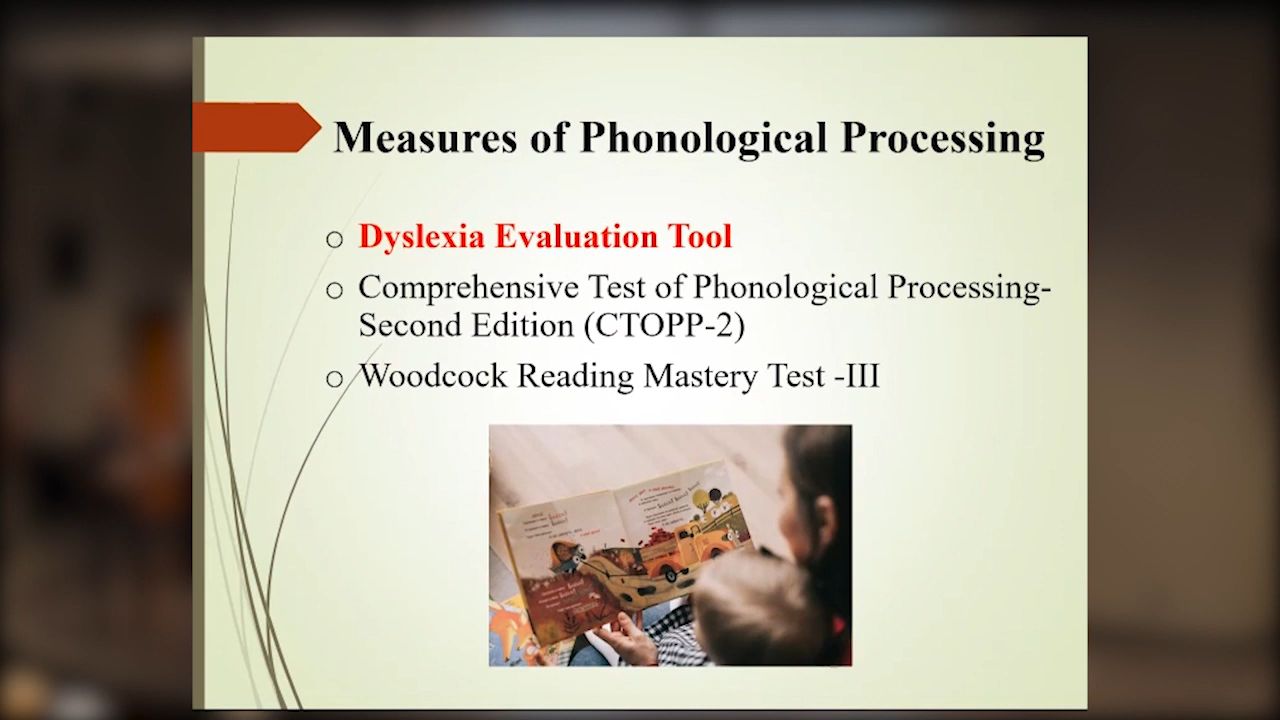 Measures of Phonological Processing
Dyslexia Evaluation Tool
Comprehensive Test of Phonological Processing-
Second Edition (CTOPP-2)
Woodcock Reading Mastery Test -III